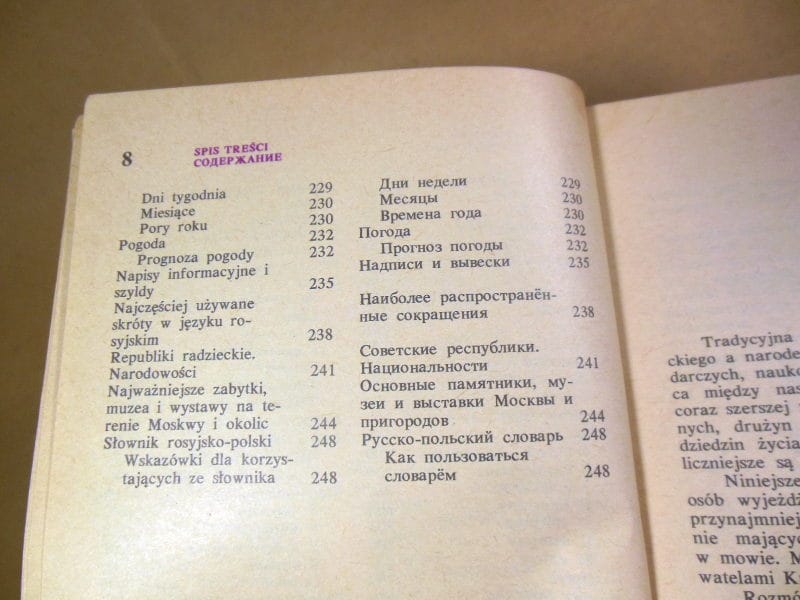 8
SPIS TREŚCI
СОДЕРЖАНИЕ
Dni tygodnia 229
Miesiące 230
Pory roku 230
Pogoda 232
Prognoza pogody 232
Napisy informacyjne i
szyldy 235
Najczęściej używane
skróty w języku ro-
syjskim 238
Republiki radzieckie.
Narodowości 241
Najważniejsze zabytki,
muzea i wystawy na te-
renie Moskwy i okolic 244
Słownik rosyjsko-polski 248
Wskazówki dla korzys-
tających ze słownika 248
Дни недели 229
Месяцы 230
Времена года 230
Погода 232
Прогноз погоды 232
Надписи и вывески 235
Наиболее распространён-
ные сокращения 238
Советские республики.
Национальности 241
Основные памятники, му-
зеи и выставки Москвы и
пригородов 244
Русско-польский словарь 248
Как пользоваться
словарём 248
Tradycyjna
ckiego a narode
darczych, nauko
ca między nas
coraz szerszej
nych, drużyn
dziedzin życia
liczniejsze są
Niniejsze
osób wyjeżdż
przynajmniej
nie mających
w mowie. M
watelami K
Rozmó